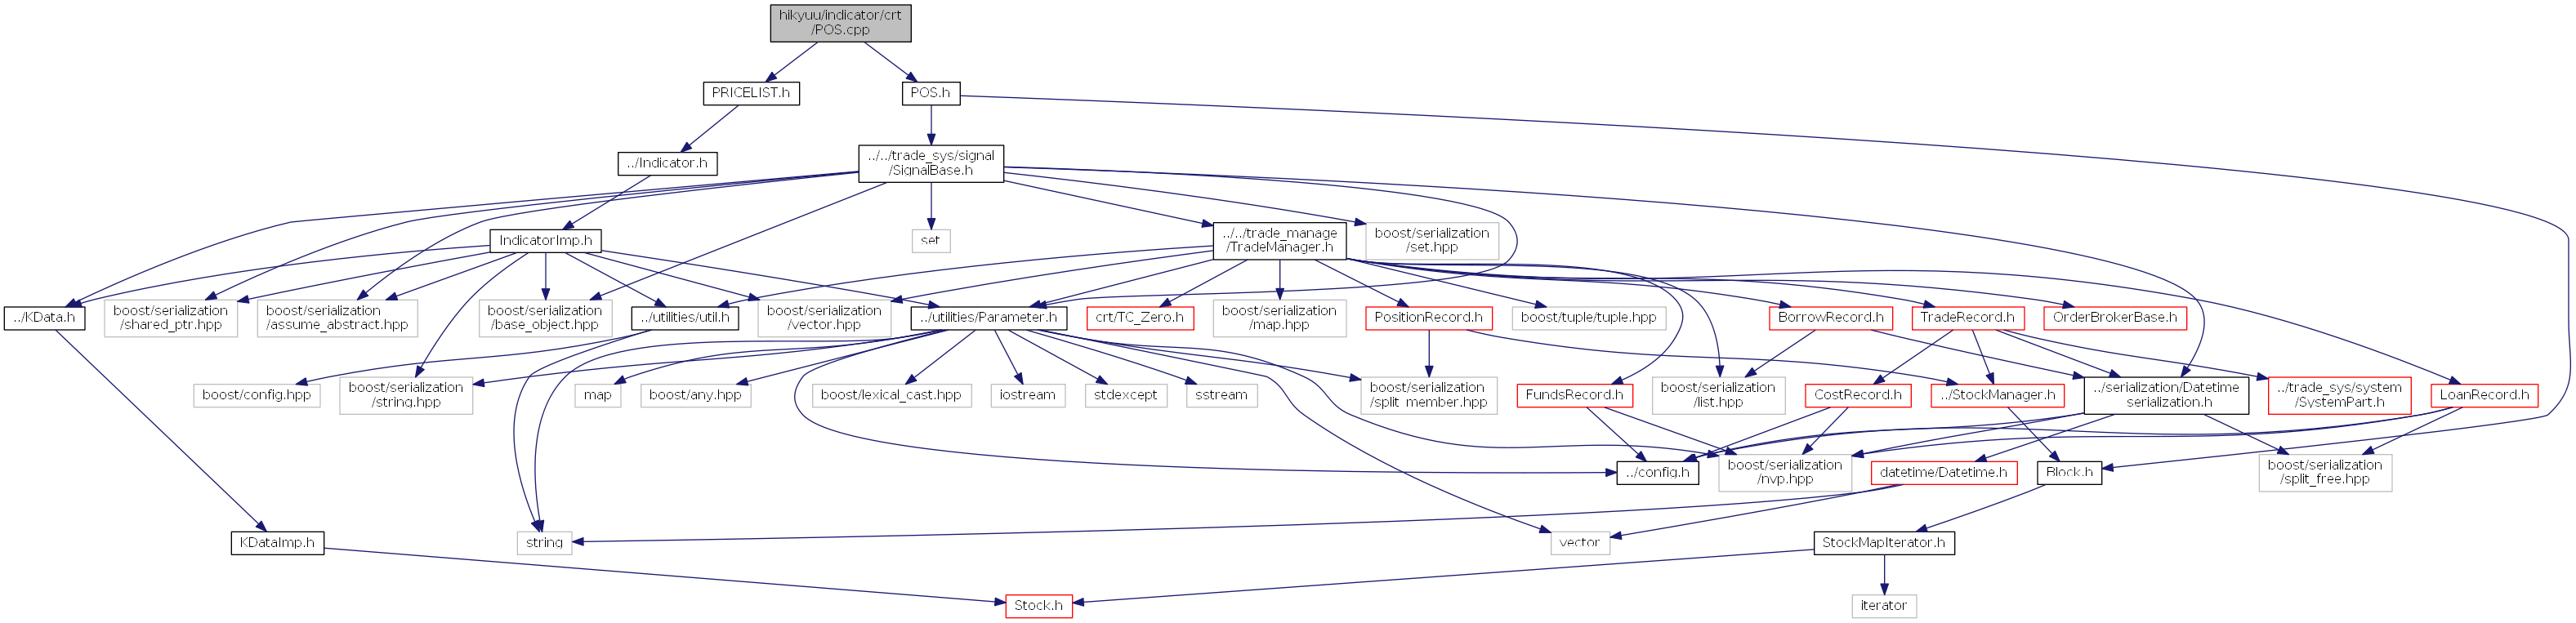 hikyuu/indicator/crt
/POS.cpp
PRICELIST.h
POS.h
../Indicator.h
../../trade_sys/signal
/SignalBase.h
IndicatorImp.h
set
../../trade_manage
/TradeManager.h
boost/serialization
/set.hpp
../KData.h
boost/serialization
/shared_ptr.hpp
boost/serialization
/assume_abstract.hpp
boost/serialization
/base_object.hpp
../utilities/util.h
boost/serialization
/vector.hpp
../utilities/Parameter.h
crt/TC_Zero.h
boost/serialization
/map.hpp
PositionRecord.h
boost/tuple/tuple.hpp
BorrowRecord.h
TradeRecord.h
OrderBrokerBase.h
boost/config.hpp
boost/serialization
/string.hpp
map
boost/any.hpp
boost/lexical_cast.hpp
iostream
stdexcept
sstream
boost/serialization
/split_member.hpp
FundsRecord.h
boost/serialization
/list.hpp
CostRecord.h
../StockManager.h
../serialization/Datetime
serialization.h
../trade_sys/system
/SystemPart.h
LoanRecord.h
../config.h
boost/serialization
/nvp.hpp
datetime/Datetime.h
Block.h
boost/serialization
/split_free.hpp
KDataImp.h
string
vector
StockMapIterator.h
Stock.h
iterator